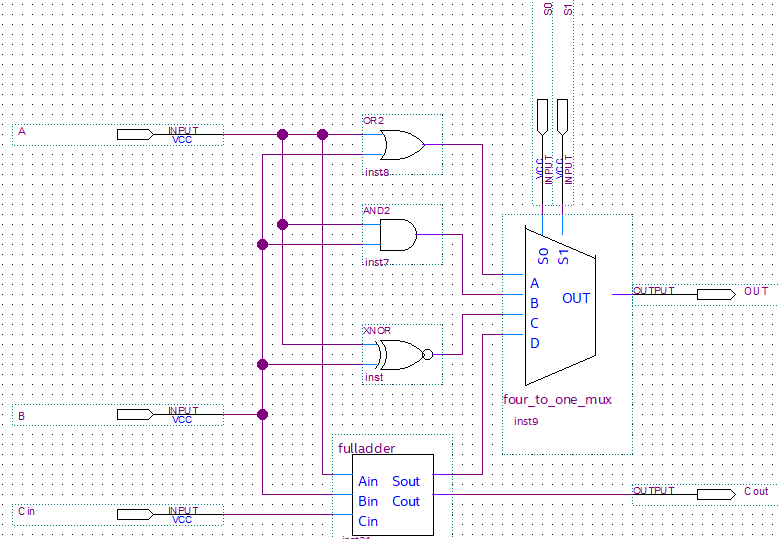 S0
S1
VCC
INPUT
VCC
INPUT
A
INPUT
VCC
OR2
inst8
AND2
inst7
XNOR
inst
B
INPUT
VCC
Cin
INPUT
VCC
fulladder
Ain
Sout
Bin
Cout
Cin
S0
S1
A
B
C
D
OUT
four_to_one_mux
inst9
OUTPUT
OUT
OUTPUT
Cout